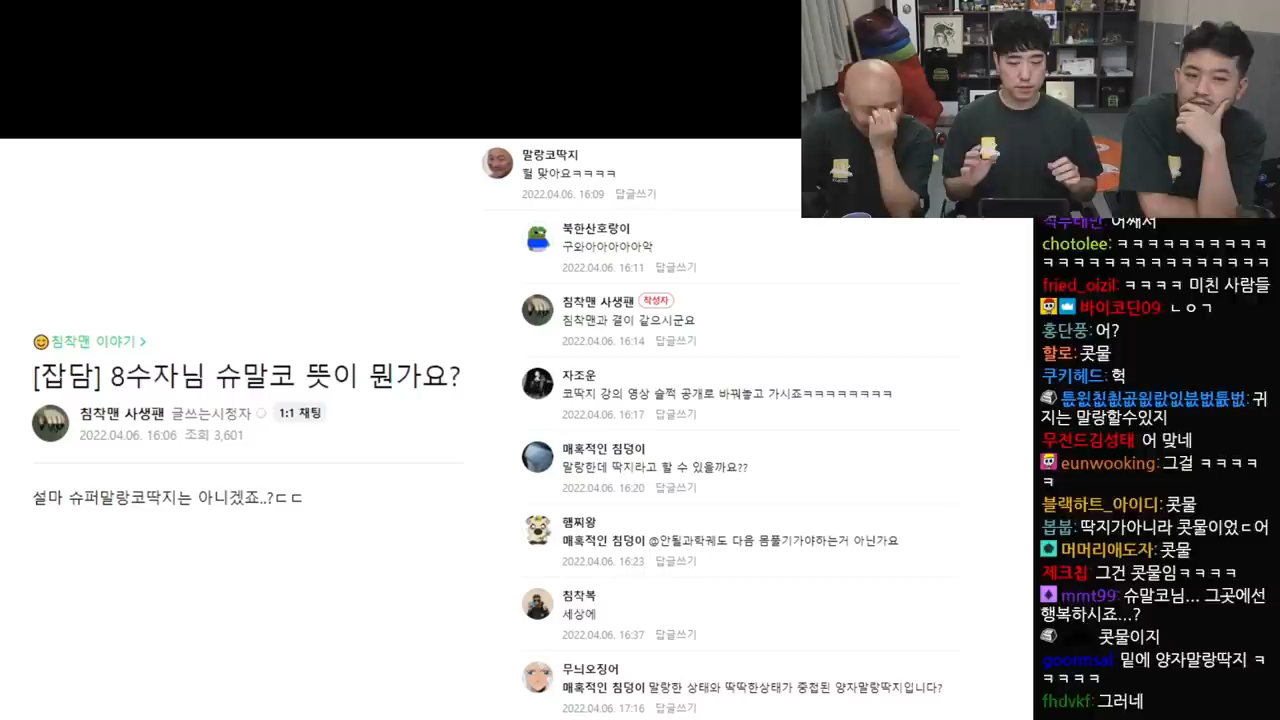 침착맨 이야기 >
[잡담] 8수자님 슈말코 뜻이 뭔가요?
침착맨 사생팬 글쓰는시청자 1:1 채팅
2022.04.06. 16:06 조회 3,601
설마 슈퍼말랑코딱지는 아니겠죠..?ㄷㄷ
말랑코딱지
헐 맞아요ㅋㅋㅋㅋ
2022.04.06. 16:09 답글쓰기
북한산호랑이
구와아아아아아악
2022.04.06. 16:11 답글쓰기
침착맨 사생팬 작성자
침착맨과 결이 같으시군요
2022.04.06. 16:14 답글쓰기
자조운
코딱지 강의 영상 슬쩍 공개로 바꿔놓고 가시죠ㅋㅋㅋㅋㅋㅋㅋㅋ
2022.04.06. 16:17 답글쓰기
매혹적인 침덩이
말랑한데 딱지라고 할 수 있을까요??
2022.04.06. 16:20 답글쓰기
햄찌왕
매혹적인 침덩이 @안될과학궤도 다음 몸풀기가야하는거 아닌가요
2022.04.06. 16:23 답글쓰기
침착복
세상에
2022.04.06. 16:37 답글쓰기
무늬오징어
매혹적인 침덩이 말랑한 상태와 딱딱한상태가 중첩된 양자말랑딱지입니다?
2022.04.06. 17:16 답글쓰기
어째서
chotolee: ㅋㅋㅋㅋㅋㅋㅋㅋㅋㅋ
ㅋㅋㅋㅋㅋㅋㅋㅋㅋㅋㅋㅋㅋㅋㅋ
fried_oizil: ㅋㅋㅋㅋ 미친 사람들
바이코딘09: ㄴㅇㄱ
홍단풍: 어?
할로: 콧물
쿠키헤드: 헉
귀
지는 말랑할수있지
무전드김성태 어 맞네
eunwooking: 그걸 ㅋㅋㅋㅋ
ㅋ
블랙하트_아이디: 콧물
봅붑: 딱지가아니라 콧물이었ㄷ어
머머리애도자: 콧물
제크칩 그건 콧물임ㅋㅋㅋㅋ
mmt99: 슈말코님... 그곳에선
행복하시죠...?
콧물이지
goormsal 밑에 양자말랑딱지 ㅋ
ㅋㅋㅋㅋ
fhdvkf: 그러네